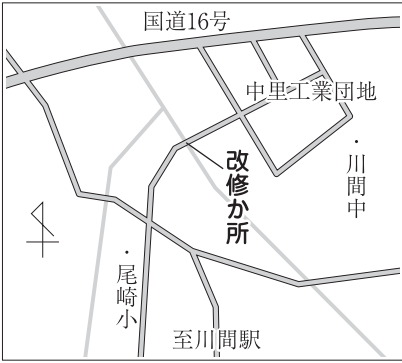 国道16号
中里工業団地
・川間中
改修か所
・尾崎小
至川間駅